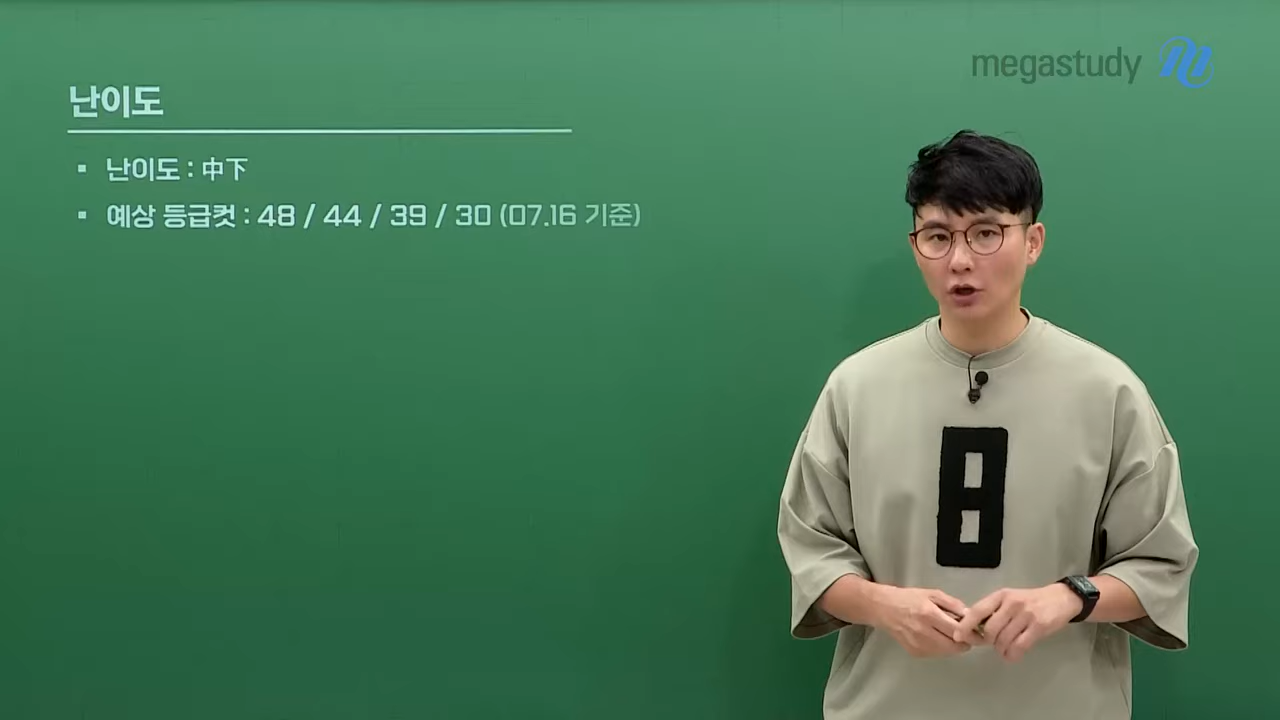 megastudy
난이도
▪ 난이도 : 中下
▪ 예상 등급컷 : 48 / 44 / 39 / 30 (07.16 기준)
8